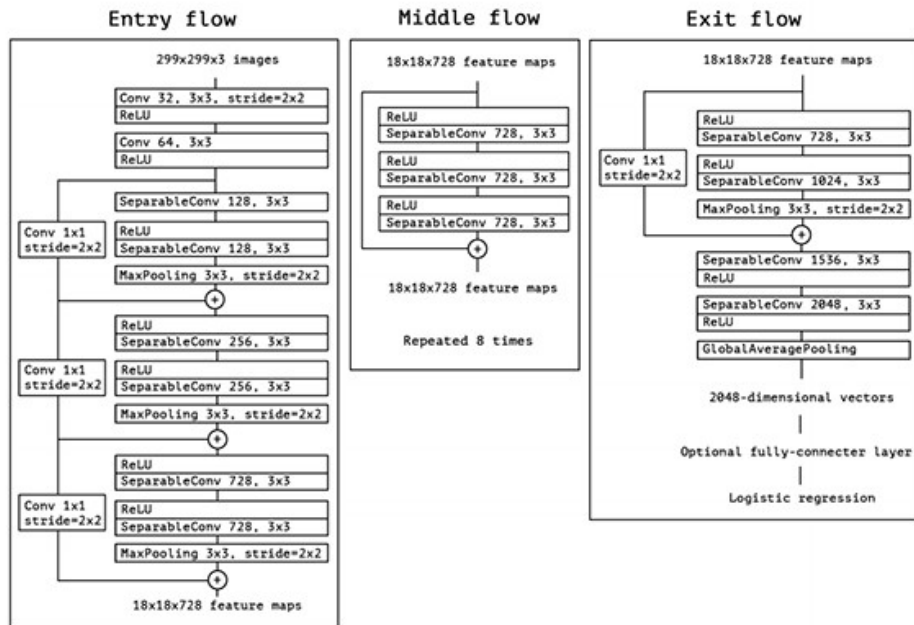 Entry flow
299x299x3 images
Conv 32, 3x3, stride=2x2
ReLU
Conv 64, 3x3
ReLU
SeparableConv 128, 3x3
Conv 1x1
stride=2x2
ReLU
SeparableConv 128, 3x3
MaxPooling 3x3, stride=2x2
+
ReLU
SeparableConv 256, 3x3
Conv 1x1
stride=2x2
ReLU
SeparableConv 256, 3x3
MaxPooling 3x3, stride=2x2
+
ReLU
SeparableConv 728, 3x3
Conv 1x1
stride=2x2
ReLU
SeparableConv 728, 3x3
MaxPooling 3x3, stride=2x2
+
18x18x728 feature maps
Middle flow
18x18x728 feature maps
ReLU
SeparableConv 728, 3x3
ReLU
SeparableConv 728, 3x3
ReLU
SeparableConv 728, 3x3
+
18x18x728 feature maps
Repeated 8 times
Exit flow
18x18x728 feature maps
ReLU
SeparableConv 728, 3x3
Conv 1x1
stride=2x2
ReLU
SeparableConv 1024, 3x3
MaxPooling 3x3, stride=2x2
+
SeparableConv 1536, 3x3
ReLU
SeparableConv 2048, 3x3
ReLU
GlobalAveragePooling
2048-dimensional vectors
Optional fully-connecter layer
Logistic regression